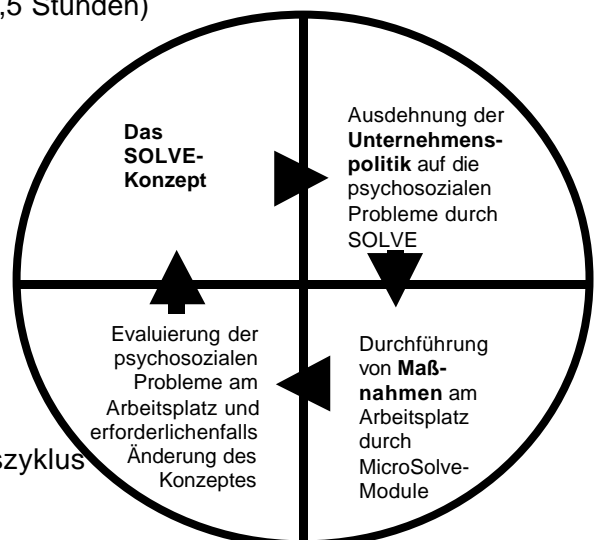 ,5 Stunden)
Das
SOLVE-
Konzept
Ausdehnung der
Unternehmens-
politik auf die
psychosozialen
Probleme durch
SOLVE
Evaluierung der
psychosozialen
Probleme am
Arbeitsplatz und
erforderlichenfalls
Änderung des
Konzeptes
Durchführung
von Maß-
nahmen am
Arbeitsplatz
durch
MicroSolve-
Module
szyklus